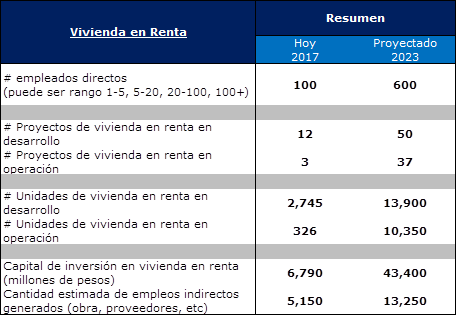 Vivienda en Renta
Resumen
Hoy
2017
Proyectado
2023
# empleados directos
(puede ser rango 1-5, 5-20, 20-100, 100+)
100
600
# Proyectos de vivienda en renta en
desarrollo
12
50
# Proyectos de vivienda en renta en
operación
3
37
# Unidades de vivienda en renta en
desarrollo
2,745
13,900
# Unidades de vivienda en renta en
operación
326
10,350
Capital de inversión en vivienda en renta
(millones de pesos)
6,790
43,400
Cantidad estimada de empleos indirectos
generados (obra, proveedores, etc)
5,150
13,250